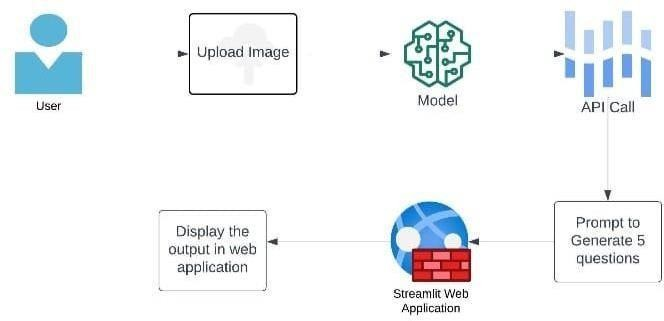 User
Upload Image
Model
API Call
Prompt to
Generate 5
questions
Streamlit Web
Application
Display the
output in web
application